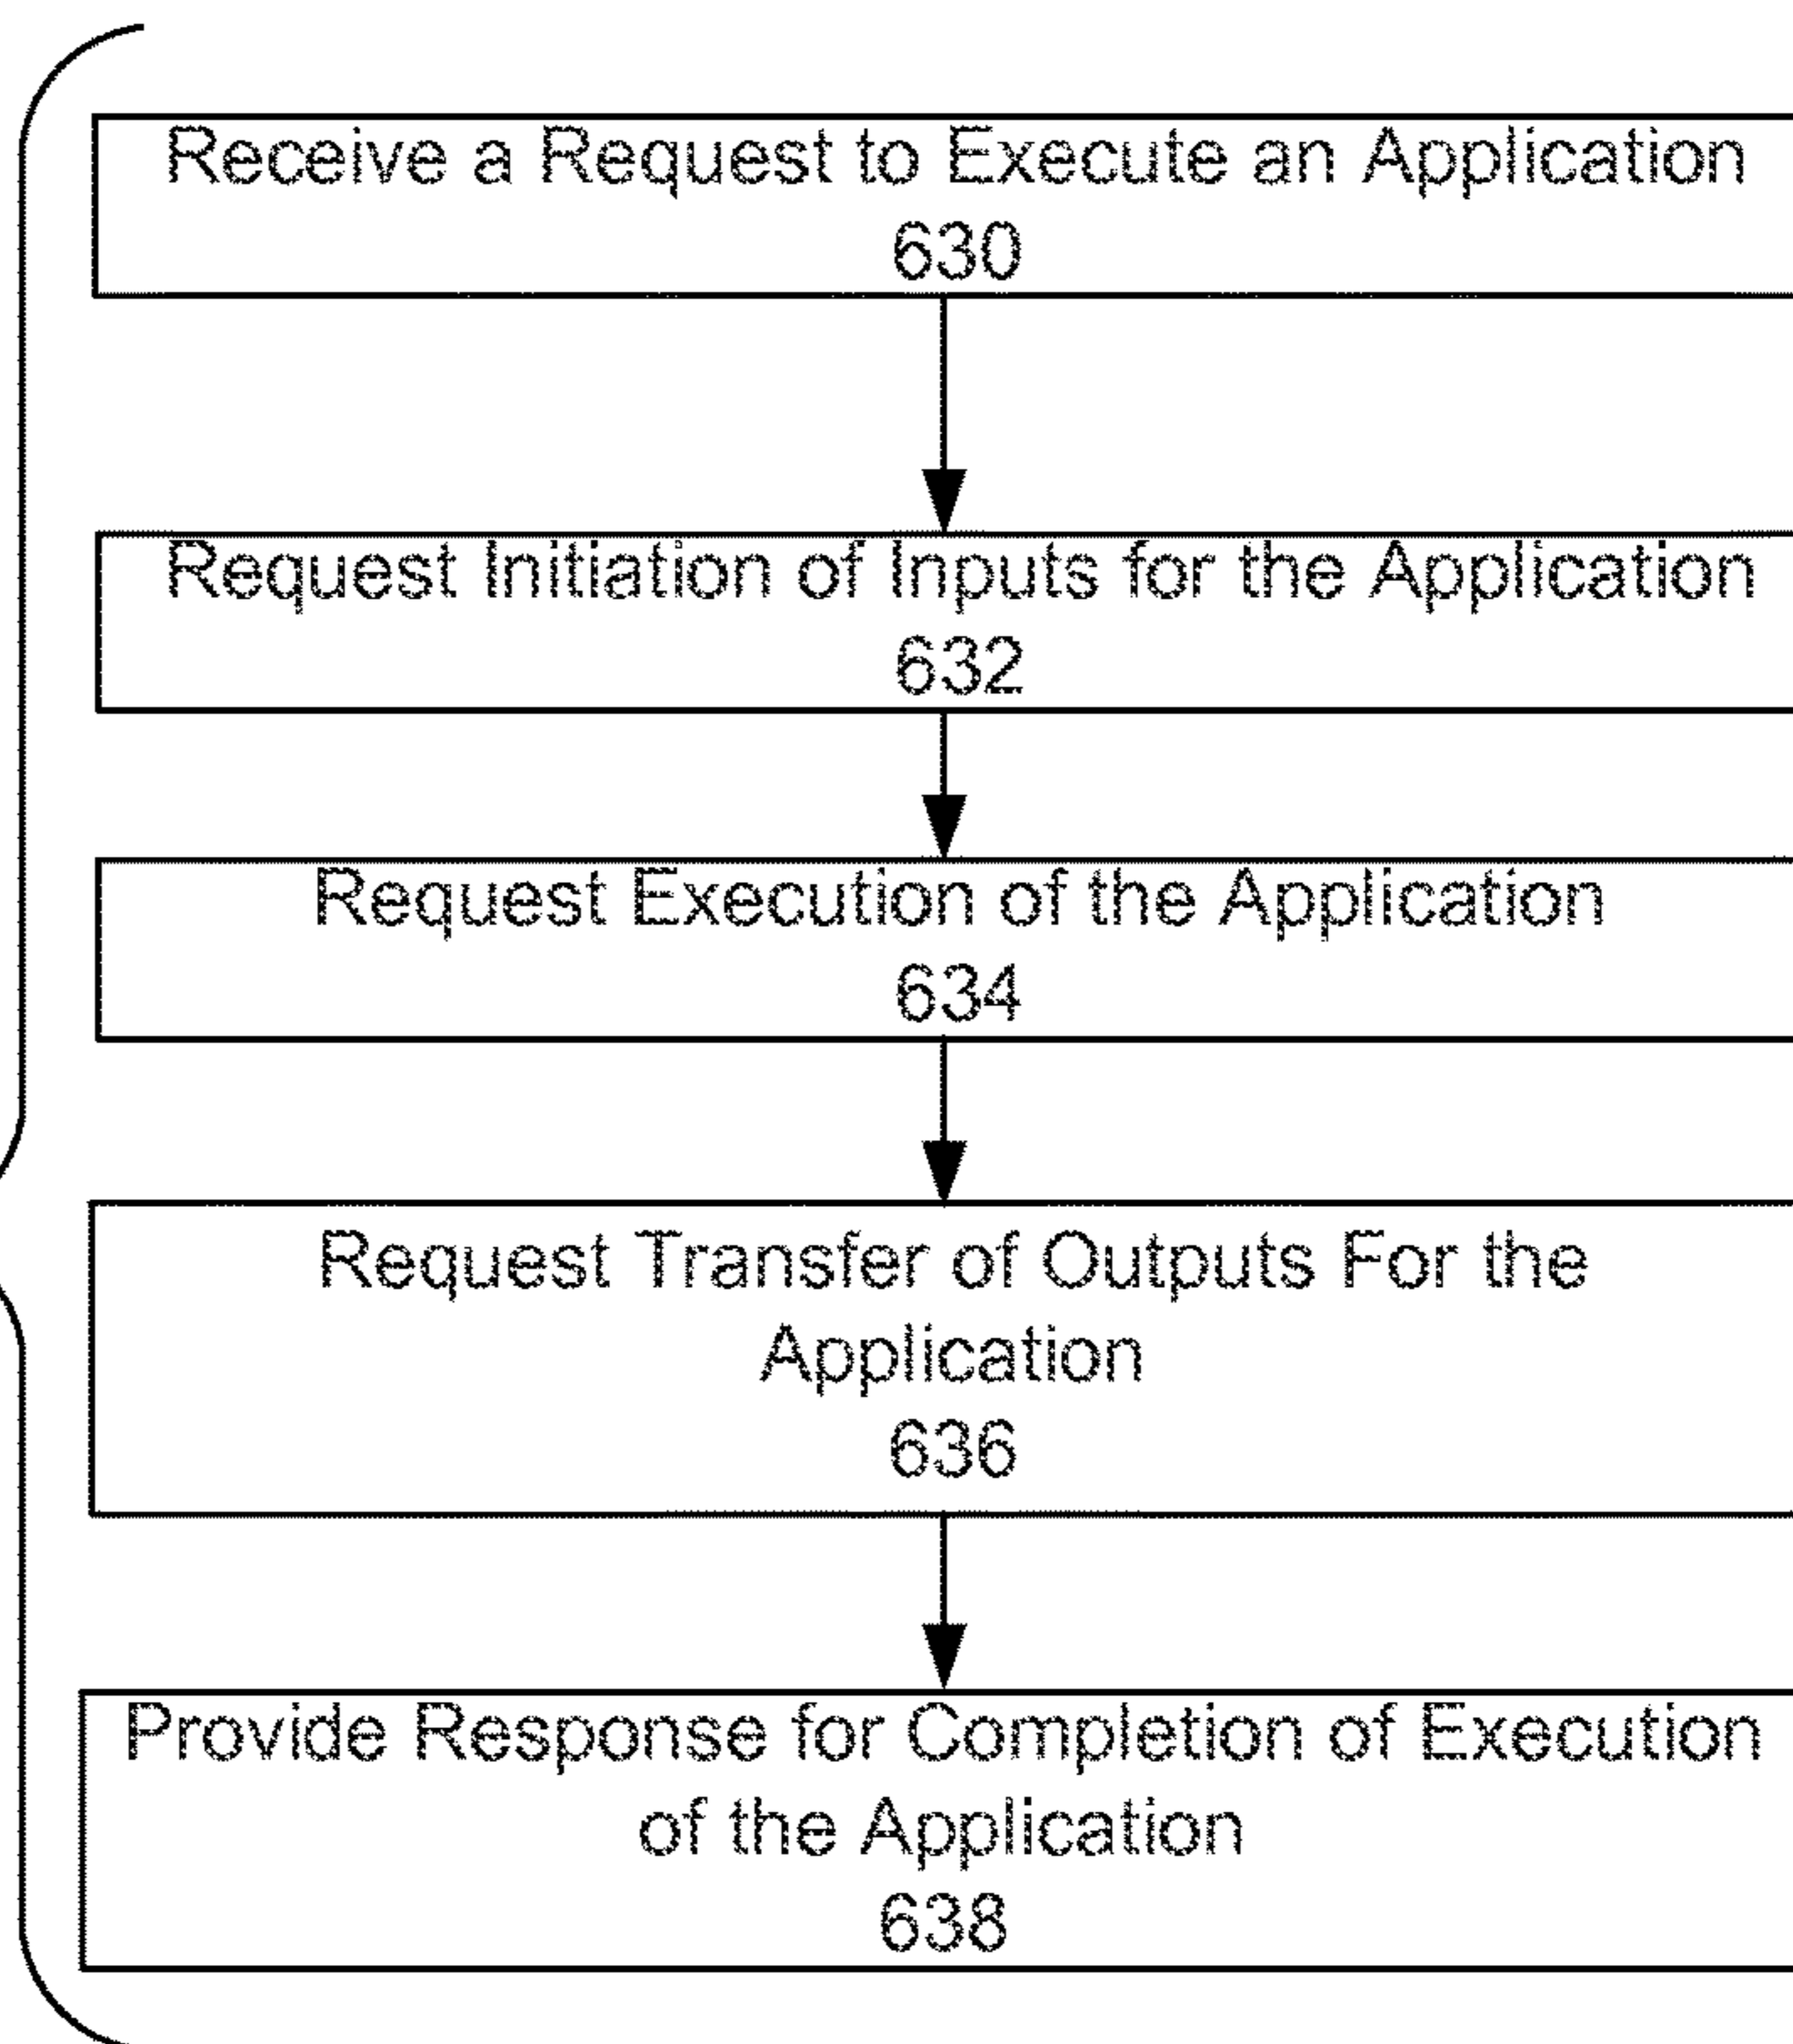 Receive a Request to Execute an Application
630
Request Initiation of Inputs for the Application
632
Request Execution of the Application
634
Request Transfer of Outputs For the
Application
636
Provide Response for Completion of Execution
of the Application
638